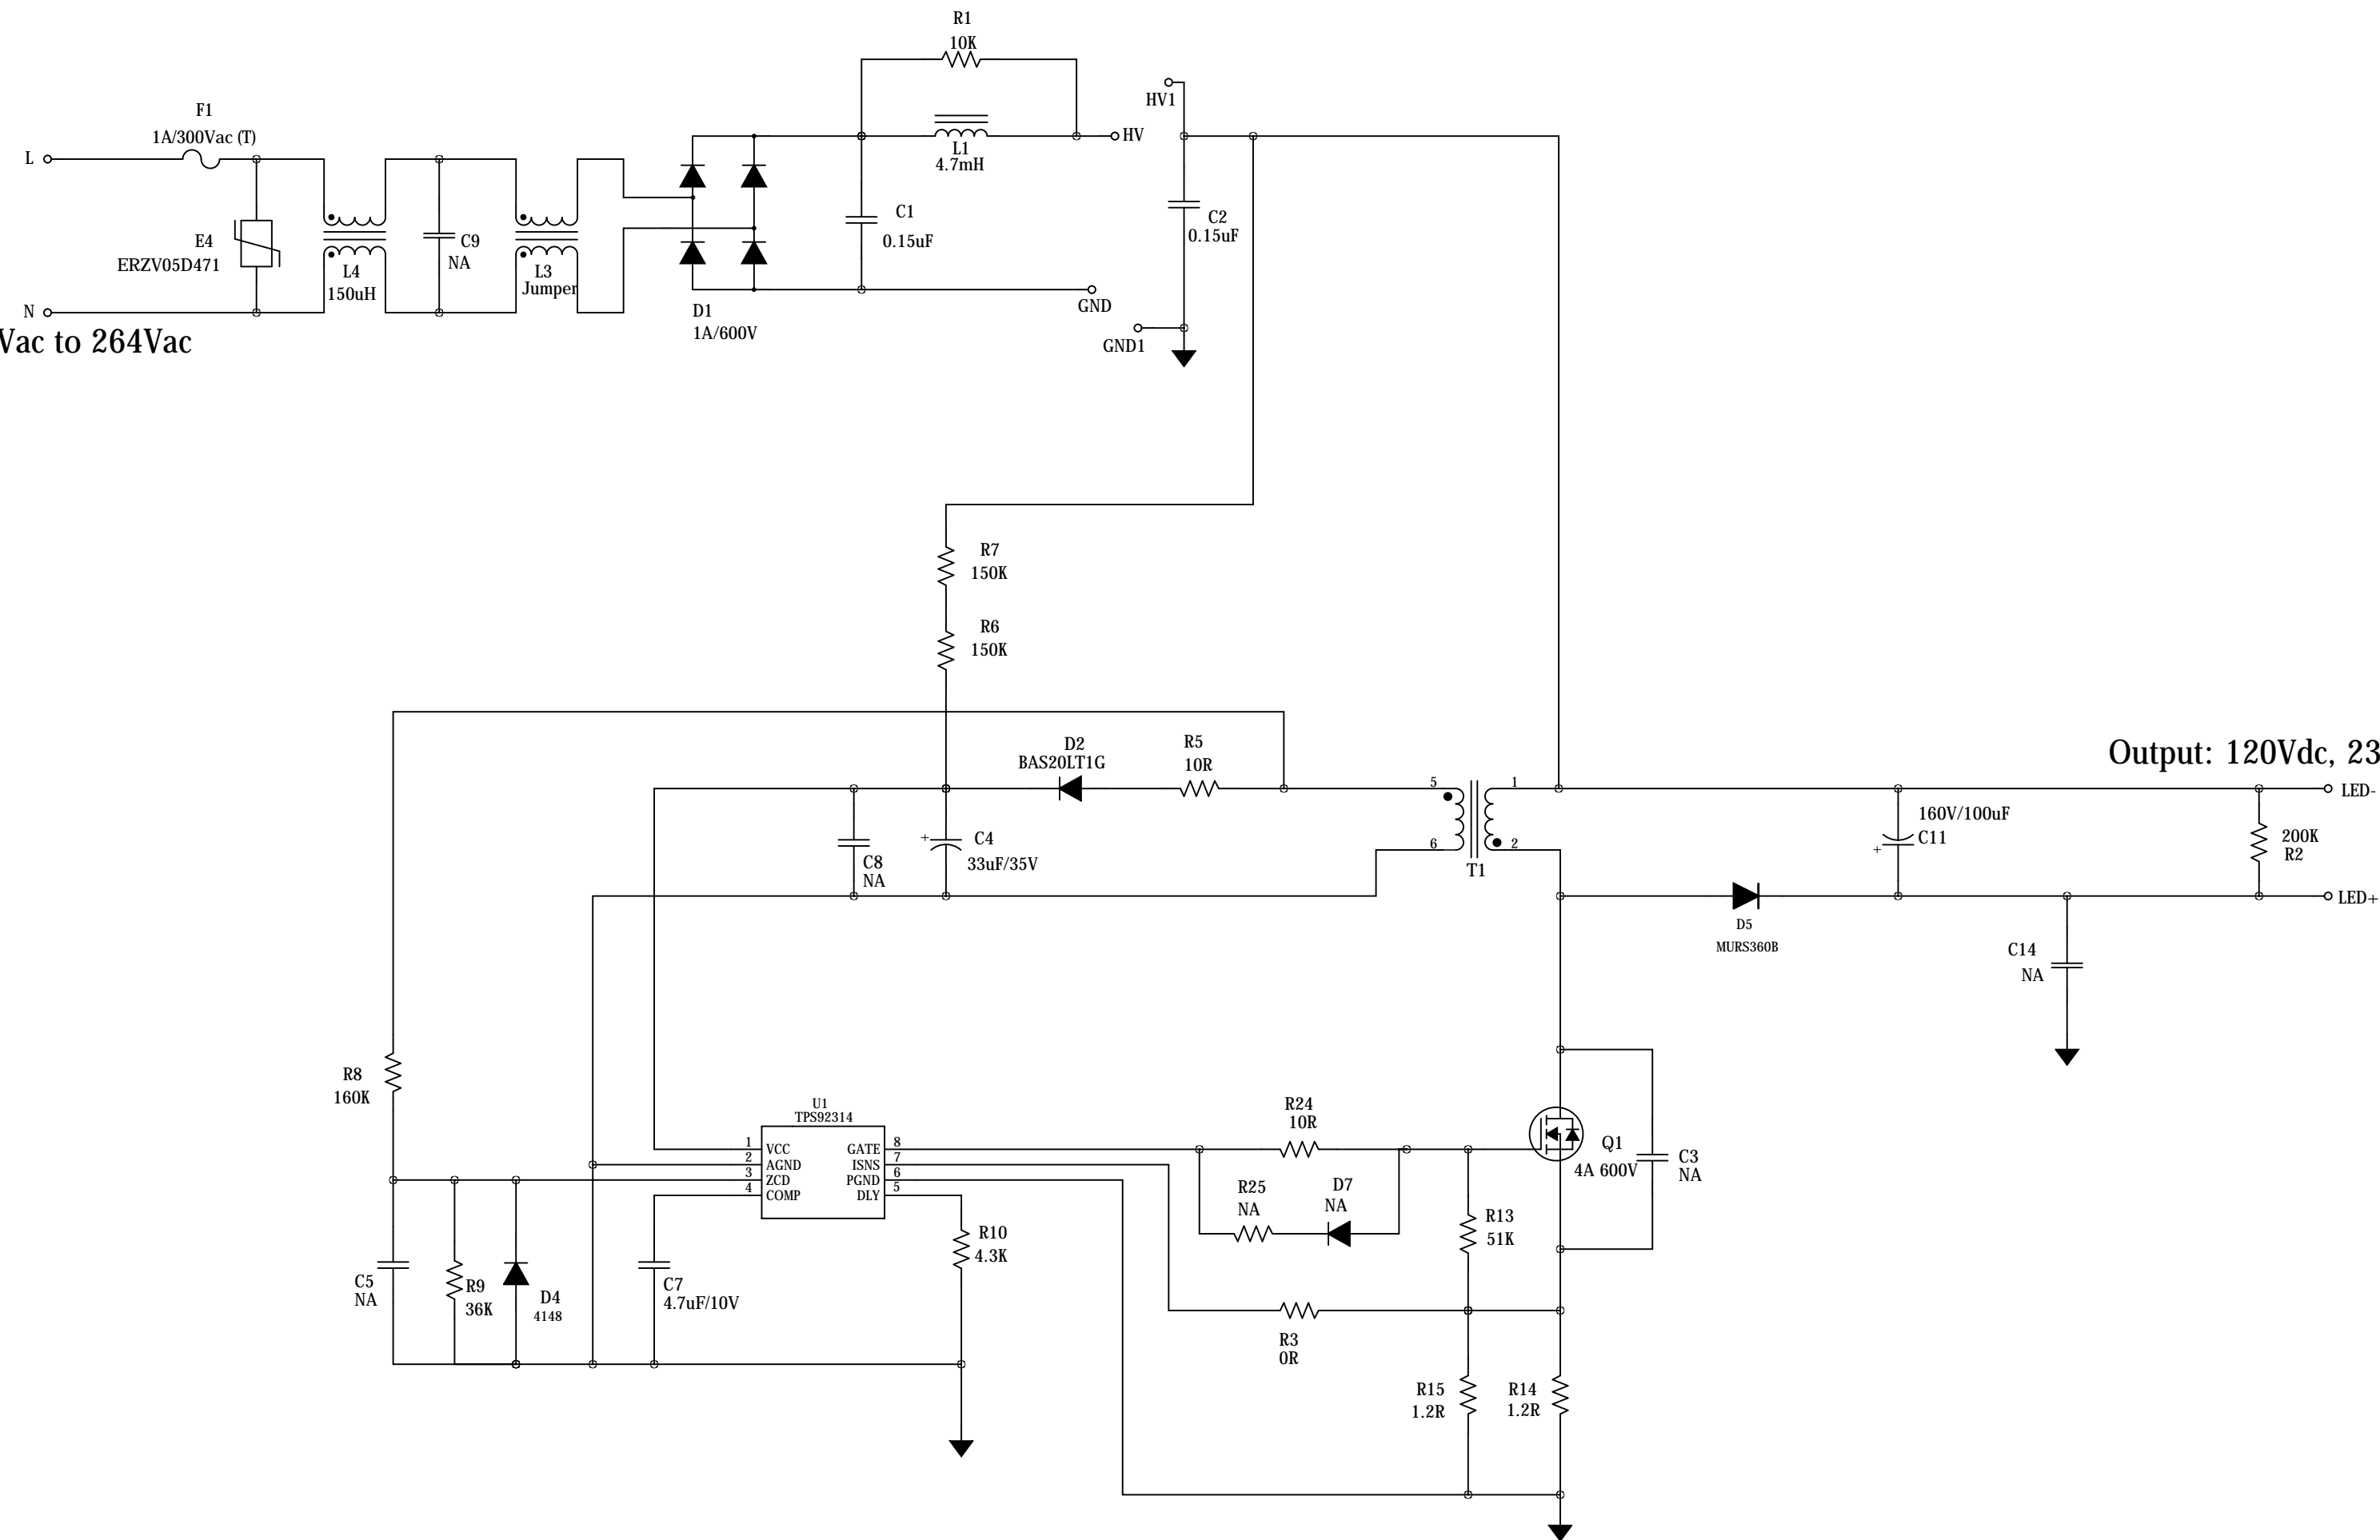 R1
10K
HV1
F1
1A/300Vac (T)
L
HV
L1
4.7mH
C1
0.15uF
C2
0.15uF
E4
ERZV05D471
C9
NA
L4
150uH
L3
Jumper
N
GND
D1
1A/600V
GND1
Vac to 264Vac
R7
150K
R6
150K
D2
BAS20LT1G
R5
10R
Output: 120Vdc, 23
5
1
LED-
160V/100uF
C11
+
+
C4
33uF/35V
C8
NA
6
2
T1
200K
R2
LED+
D5
MURS360B
C14
NA
R8
160K
U1
TPS92314
R24
10R
1
VCC
GATE
8
2
AGND
ISNS
7
3
ZCD
PGND
6
4
COMP
DLY
5
Q1
4A 600V
C3
NA
R25
NA
D7
NA
R13
51K
R10
4.3K
C5
NA
R9
36K
D4
4148
C7
4.7uF/10V
R3
0R
R15
1.2R
R14
1.2R